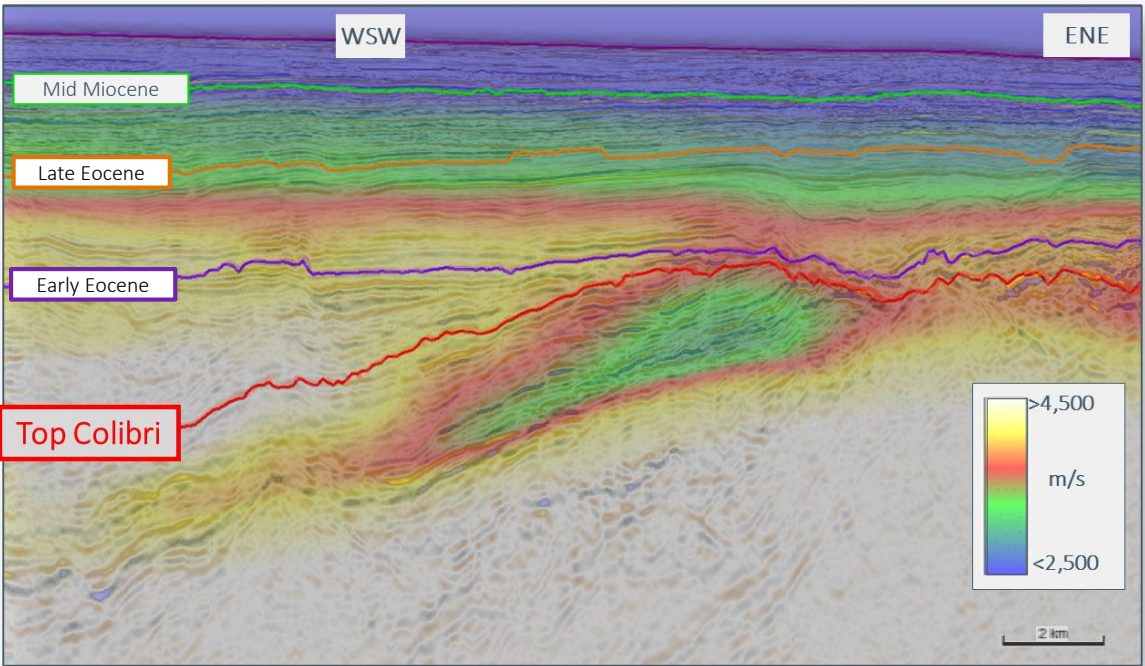 WSW
ENE
Mid Miocene
Late Eocene
Early Eocene
Top Colibri
>4,500
m/s
<2,500
2 km